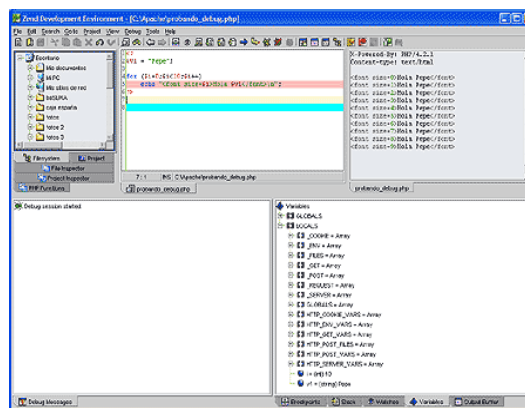 Zend Development Environment - [C:\Apache\probando_debug.php]
File Edit Search Goto Project View Debug Tools Help
Escritorio
Mis documentos
Mi PC
Mis sitios de red
caja españa
fotos
fotos 2
fotos 3
Filesystem Project
File Inspector
Project Inspector
PHP Functions
$v1 = "Pepe";
for ($i=0;$i<10;$i++)
echo "<font size=$i>Hola $v1</font>\n";
7: 1 INS C:\Apache\probando_debug.php
probando_debug.php
X-Powered-By: PHP/4.2.1
Content-type: text/html
<font size=0>Hola Pepe</font>
<font size=1>Hola Pepe</font>
<font size=2>Hola Pepe</font>
<font size=3>Hola Pepe</font>
<font size=4>Hola Pepe</font>
<font size=5>Hola Pepe</font>
<font size=6>Hola Pepe</font>
<font size=7>Hola Pepe</font>
<font size=8>Hola Pepe</font>
<font size=9>Hola Pepe</font>
probando_debug.php
Debug session started
Debug Messages
Variables
GLOBALS
LOCALS
_COOKIE = Array
_ENV = Array
_FILES = Array
_GET = Array
_POST = Array
_REQUEST = Array
_SERVER = Array
GLOBALS = Array
HTTP_COOKIE_VARS = Array
HTTP_ENV_VARS = Array
HTTP_GET_VARS = Array
HTTP_POST_FILES = Array
HTTP_POST_VARS = Array
HTTP_SERVER_VARS = Array
i = (int) 10
v1 = (string) Pepe
Breakpoints Stack Watches Variables Output Buffer